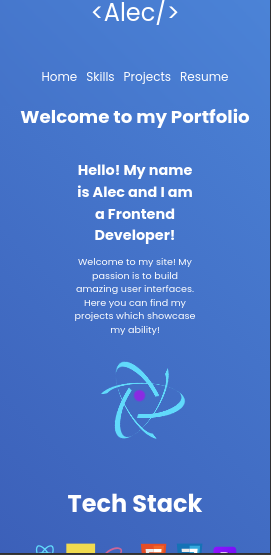 <Alec/>
Home Skills Projects Resume
Welcome to my Portfolio
Hello! My name
is Alec and I am
a Frontend
Developer!
Welcome to my site! My
passion is to build
amazing user interfaces.
Here you can find my
projects which showcase
my ability!
Tech Stack